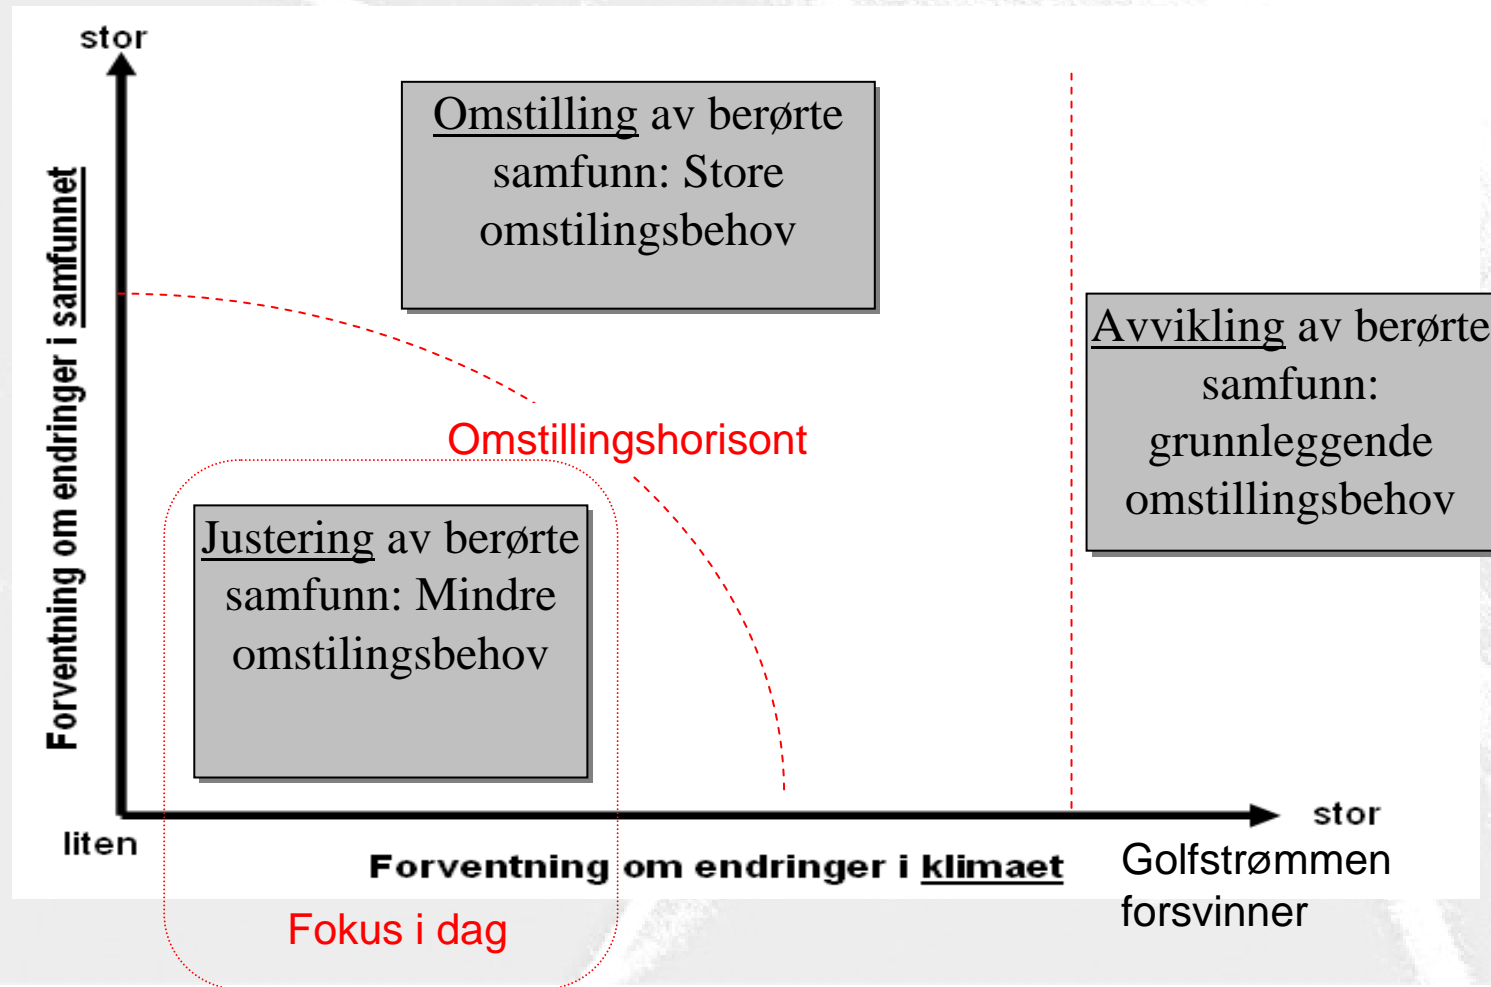 stor
Forventning om endringer i samfunnet
Omstilling av berørte
samfunn: Store
omstilingsbehov
Avvikling av berørte
samfunn:
grunnleggende
omstillingsbehov
Omstillingshorisont
Justering av berørte
samfunn: Mindre
omstilingsbehov
liten
stor
Forventning om endringer i klimaet
Golfstrømmen
forsvinner
Fokus i dag